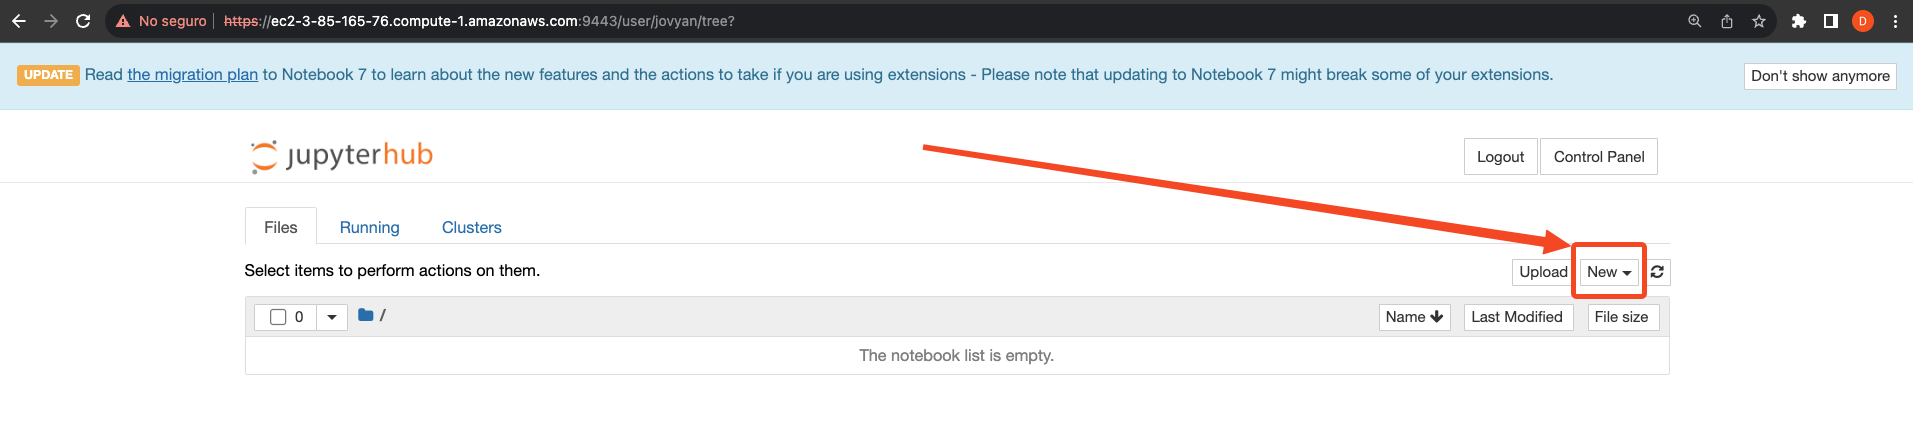 No seguro https://ec2-3-85-165-76.compute-1.amazonaws.com:9443/user/jovyan/tree? D
UPDATE Read the migration plan to Notebook 7 to learn about the new features and the actions to take if you are using extensions - Please note that updating to Notebook 7 might break some of your extensions. Don't show anymore
jupyterhub Logout Control Panel
Files Running Clusters
Select items to perform actions on them. Upload New
0 / Name Last Modified File size
The notebook list is empty.